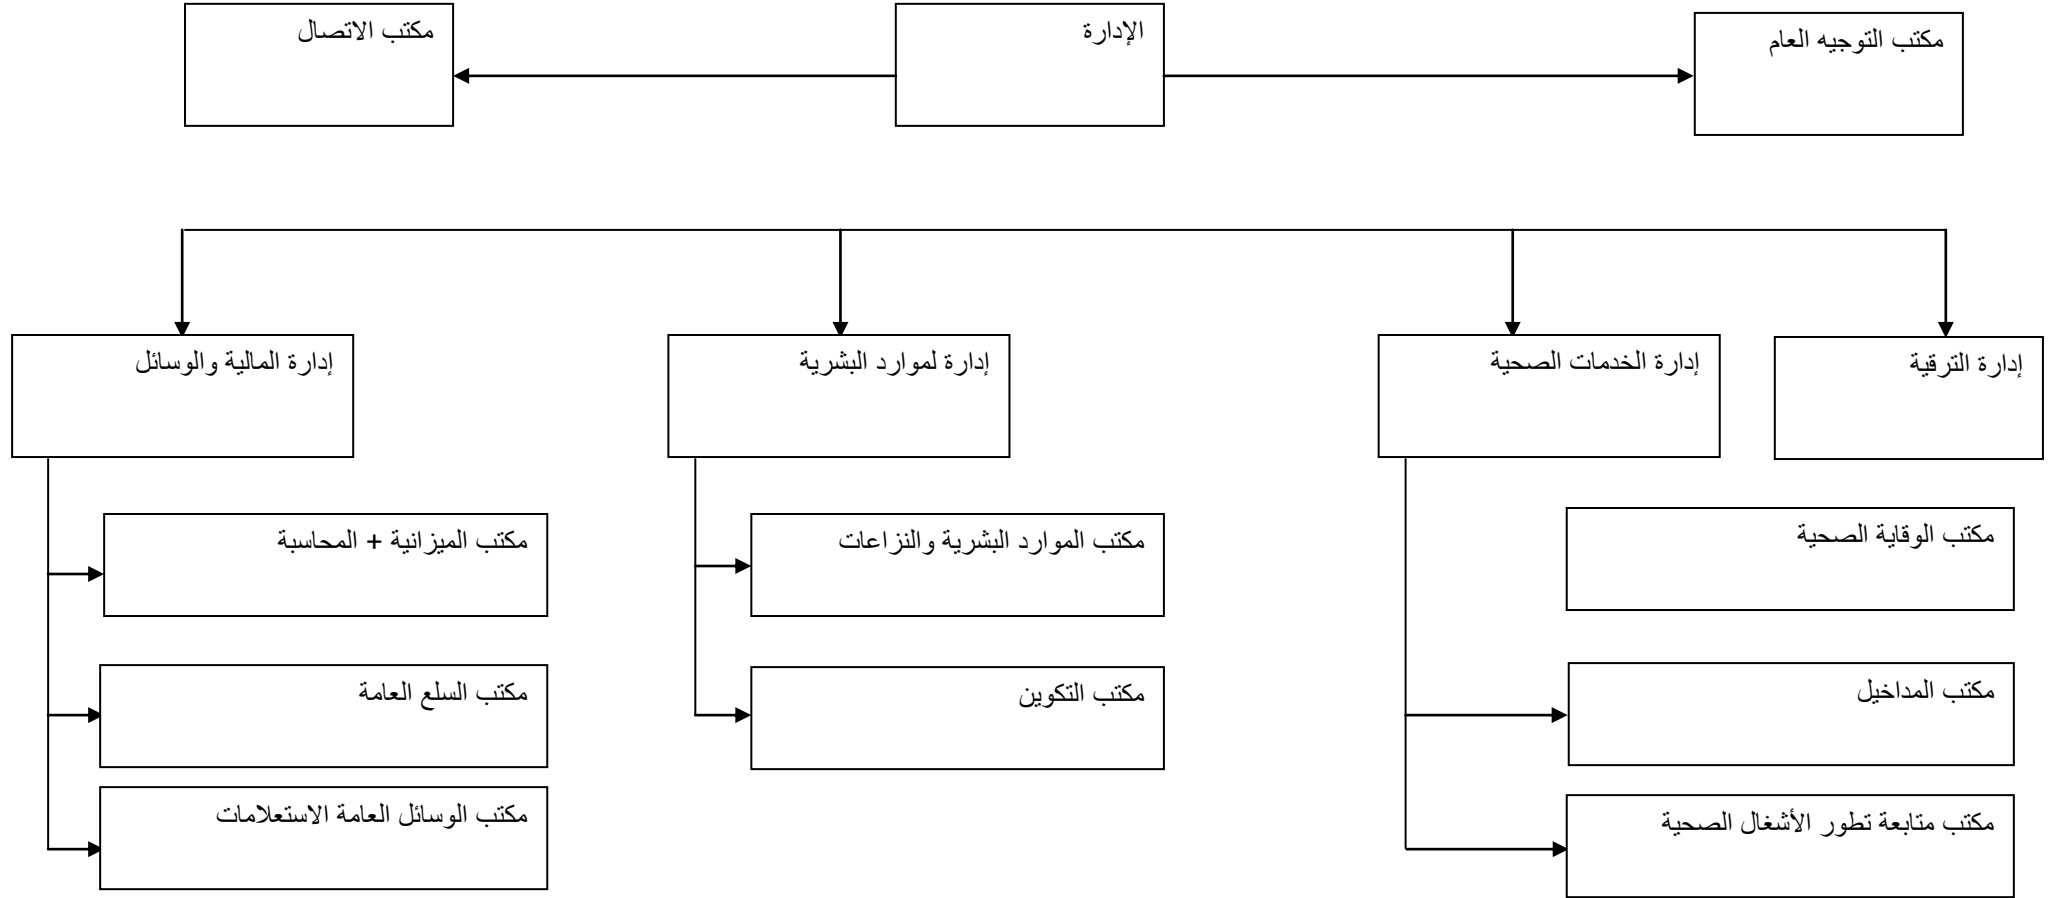 مكتب التوجيه العام
الإدارة
مكتب الاتصال
إدارة الترقية
إدارة الخدمات الصحية
إدارة لموارد البشرية
إدارة المالية والوسائل
مكتب الوقاية الصحية
مكتب الموارد البشرية والنزاعات
مكتب الميزانية + المحاسبة
مكتب المداخيل
مكتب التكوين
مكتب السلع العامة
مكتب متابعة تطور الأشغال الصحية
مكتب الوسائل العامة الاستعلامات